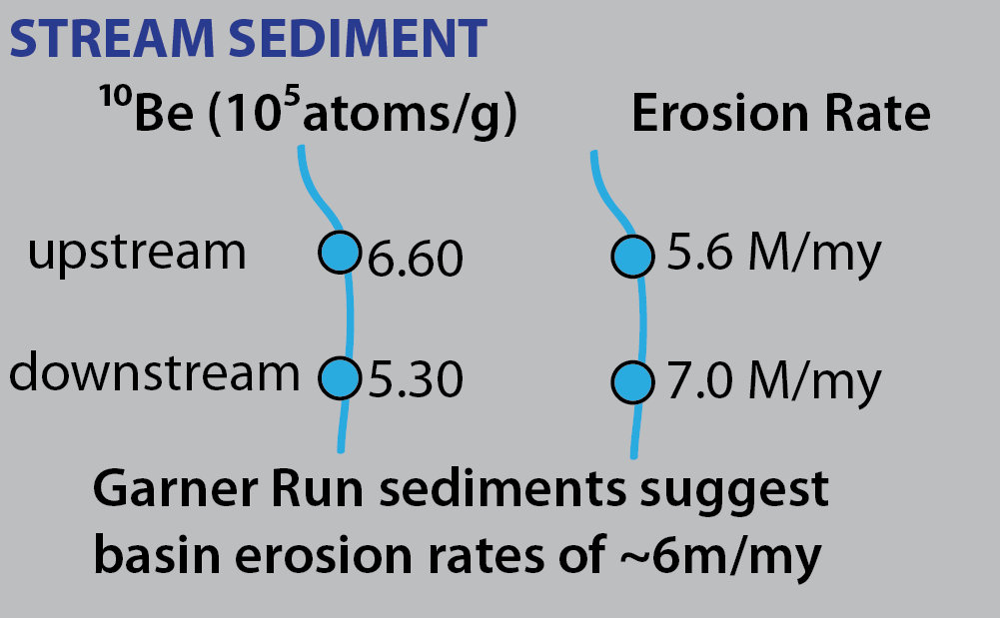 STREAM SEDIMENT
¹⁰Be (10⁵atoms/g) Erosion Rate
upstream 6.60 5.6 M/my
downstream 5.30 7.0 M/my
Garner Run sediments suggest
basin erosion rates of ~6m/my